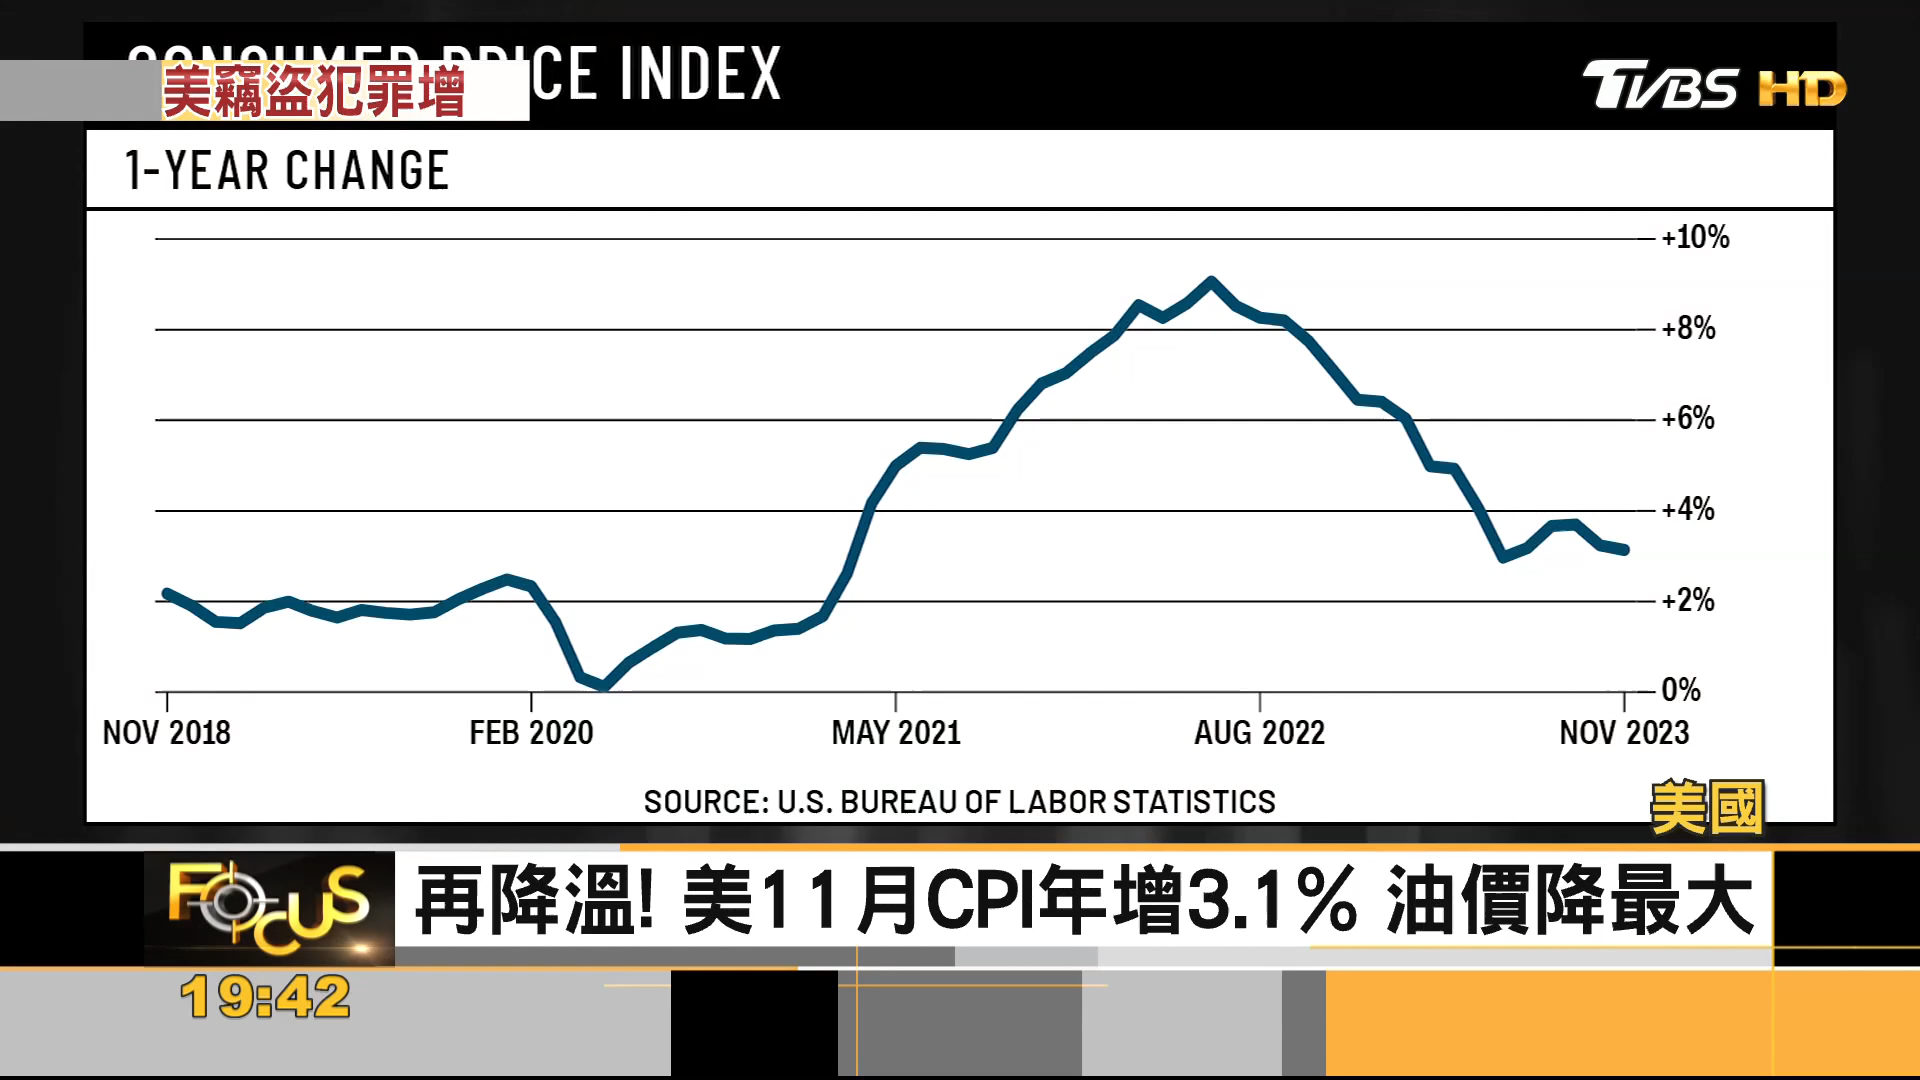 CONSUMER PRICE INDEX
美竊盜犯罪增
TVBS HD
1-YEAR CHANGE
+10%
+8%
+6%
+4%
+2%
0%
NOV 2018
FEB 2020
MAY 2021
AUG 2022
NOV 2023
SOURCE: U.S. BUREAU OF LABOR STATISTICS
美國
FOCUS
再降溫! 美11月CPI年增3.1% 油價降最大
19:42